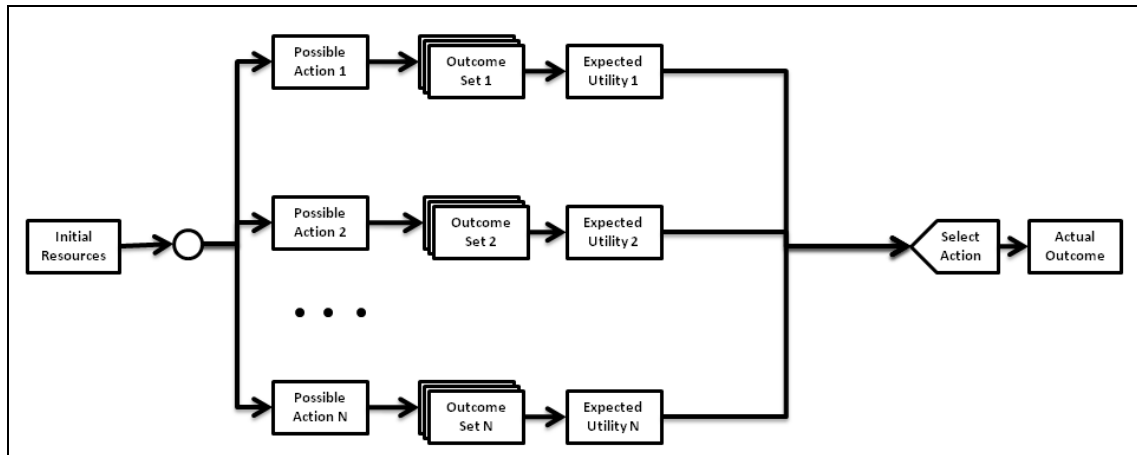 Possible
Action 1
Outcome
Set 1
Expected
Utility 1
Possible
Action 2
Outcome
Set 2
Expected
Utility 2
Initial
Resources
Select
Action
Actual
Outcome
Possible
Action N
Outcome
Set N
Expected
Utility N